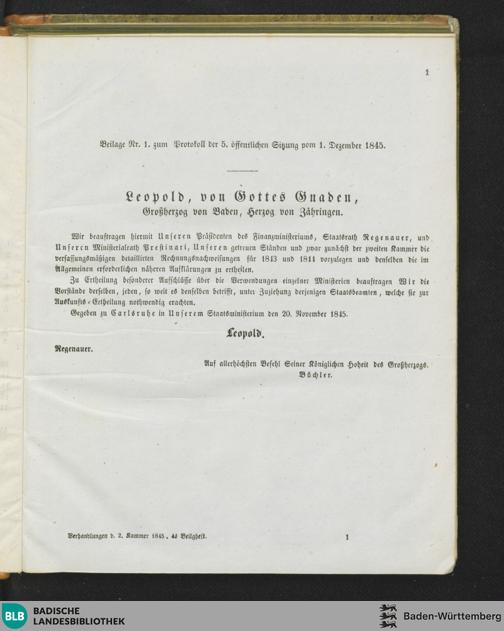 1
Beilage Nr. 1. zum Protokoll der 5. öffentlichen Sitzung vom 1. Dezember 1845.
Leopold, von Gottes Gnaden,
Großherzog von Baden, Herzog von Zähringen.
Wir beauftragen hiermit Unseren Präsidenten des Finanzministeriums, Staatsrath Regenauer, und
Unseren Ministerialrath Prestinari, Unseren getreuen Ständen und zwar zunächst der zweiten Kammer die
verfassungsmäßigen detaillirten Rechnungsnachweisungen für 1843 und 1844 vorzulegen und denselben die im
Allgemeinen erforderlichen näheren Aufklärungen zu ertheilen.
Zu Ertheilung besonderer Aufschlüsse über die Verwendungen einzelner Ministerien beauftragen Wir die
Vorstände derselben, jeden, so weit es denselben betrifft, unter Zuziehung derjenigen Staatsbeamten, welche sie zur
Auskunfts-Ertheilung nothwendig erachten.
Gegeben zu Carlsruhe in Unserem Staatsministerium den 20. November 1845.
Leopold.
Regenauer.
Auf allerhöchsten Befehl Seiner Königlichen Hoheit des Großherzogs.
Büchler.
Verhandlungen d. 2. Kammer 1845, 4s Beilgheft.
1
BLB BADISCHE
LANDESBIBLIOTHEK
Baden-Württemberg